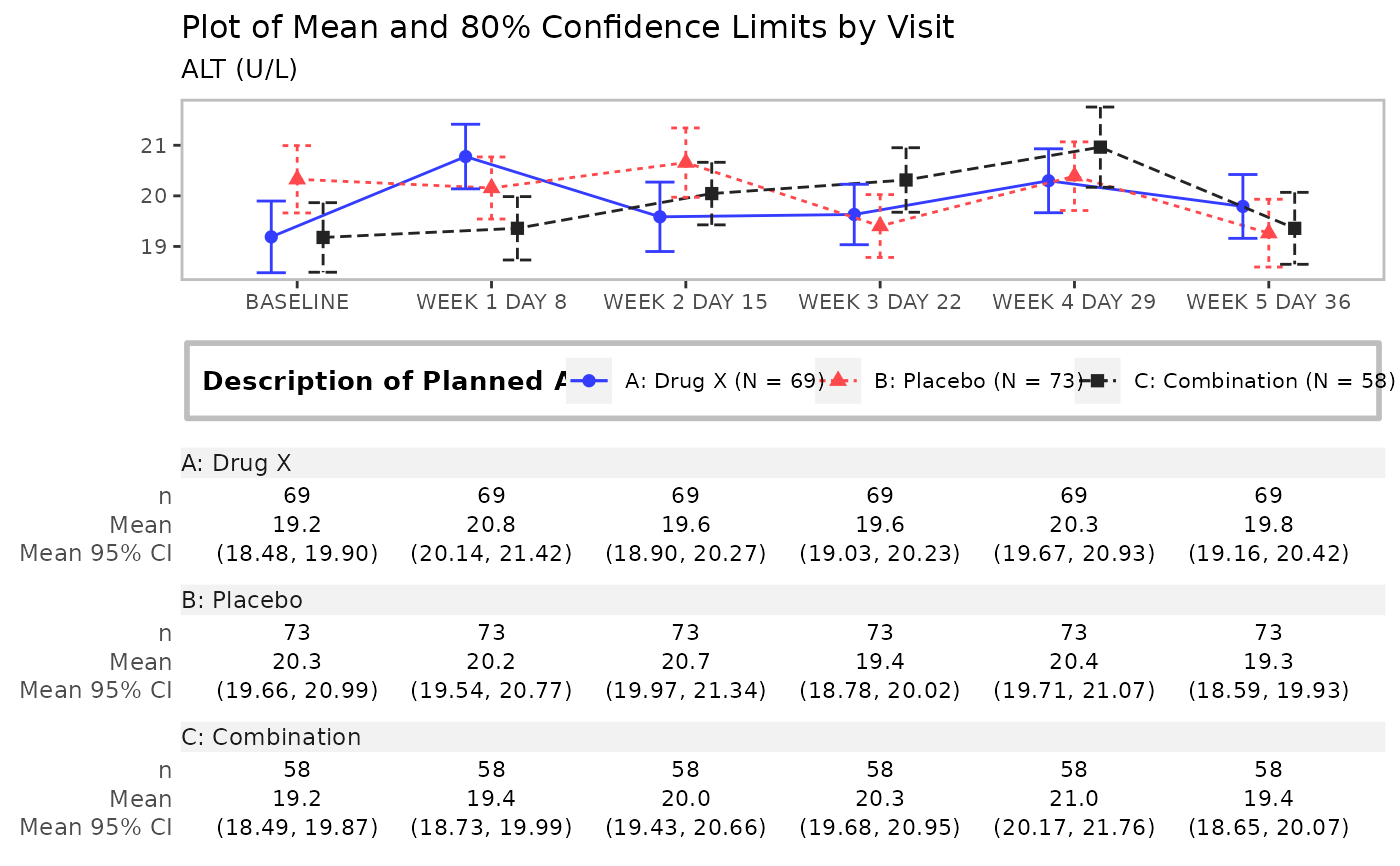 Plot of Mean and 80% Confidence Limits by Visit
ALT (U/L)
21
20
19
BASELINE WEEK 1 DAY 8 WEEK 2 DAY 15 WEEK 3 DAY 22 WEEK 4 DAY 29 WEEK 5 DAY 36
Description of Planned A A: Drug X (N = 69) B: Placebo (N = 73) C: Combination (N = 58)
A: Drug X
n 69 69 69 69 69 69
Mean 19.2 20.8 19.6 19.6 20.3 19.8
Mean 95% CI (18.48, 19.90) (20.14, 21.42) (18.90, 20.27) (19.03, 20.23) (19.67, 20.93) (19.16, 20.42)
B: Placebo
n 73 73 73 73 73 73
Mean 20.3 20.2 20.7 19.4 20.4 19.3
Mean 95% CI (19.66, 20.99) (19.54, 20.77) (19.97, 21.34) (18.78, 20.02) (19.71, 21.07) (18.59, 19.93)
C: Combination
n 58 58 58 58 58 58
Mean 19.2 19.4 20.0 20.3 21.0 19.4
Mean 95% CI (18.49, 19.87) (18.73, 19.99) (19.43, 20.66) (19.68, 20.95) (20.17, 21.76) (18.65, 20.07)